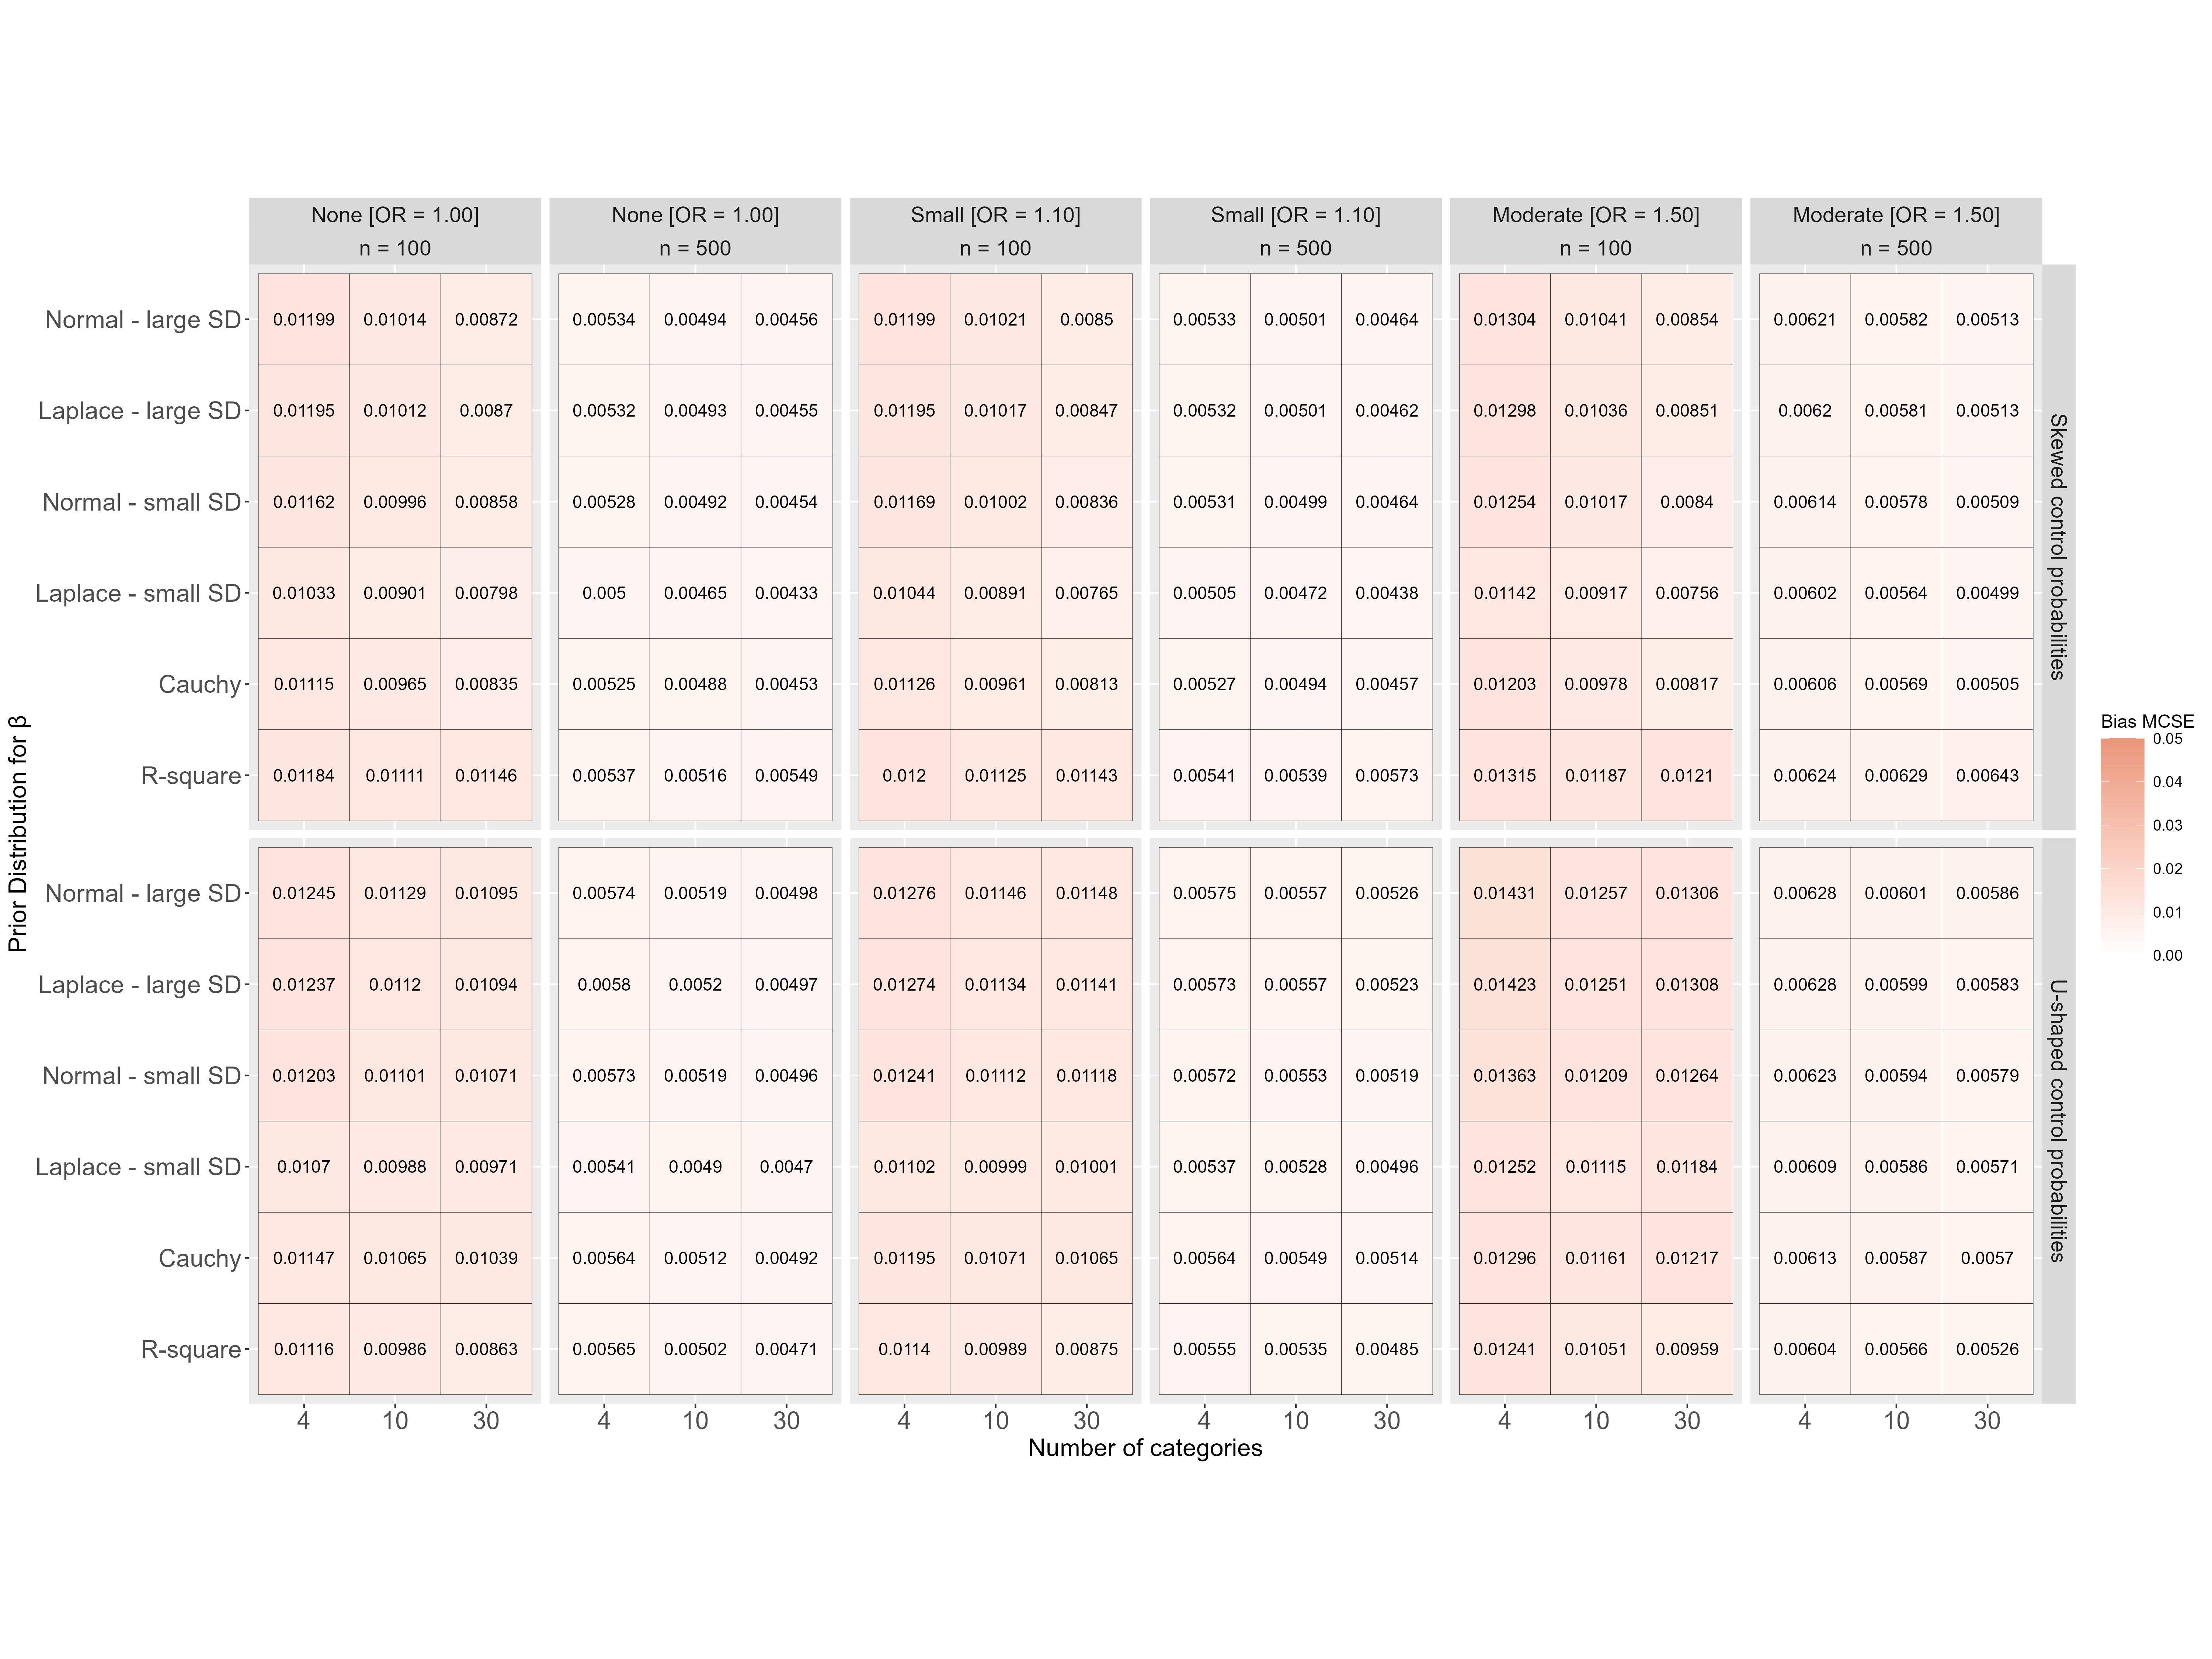 None [OR = 1.00] None [OR = 1.00] Small [OR = 1.10] Small [OR = 1.10] Moderate [OR = 1.50] Moderate [OR = 1.50]
n = 100 n = 500 n = 100 n = 500 n = 100 n = 500
Normal - large SD 0.01199 0.01014 0.00872 0.00534 0.00494 0.00456 0.01199 0.01021 0.0085 0.00533 0.00501 0.00464 0.01304 0.01041 0.00854 0.00621 0.00582 0.00513
Laplace - large SD 0.01195 0.01012 0.0087 0.00532 0.00493 0.00455 0.01195 0.01017 0.00847 0.00532 0.00501 0.00462 0.01298 0.01036 0.00851 0.0062 0.00581 0.00513
Normal - small SD 0.01162 0.00996 0.00858 0.00528 0.00492 0.00454 0.01169 0.01002 0.00836 0.00531 0.00499 0.00464 0.01254 0.01017 0.0084 0.00614 0.00578 0.00509
Laplace - small SD 0.01033 0.00901 0.00798 0.005 0.00465 0.00433 0.01044 0.00891 0.00765 0.00505 0.00472 0.00438 0.01142 0.00917 0.00756 0.00602 0.00564 0.00499
Cauchy 0.01115 0.00965 0.00835 0.00525 0.00488 0.00453 0.01126 0.00961 0.00813 0.00527 0.00494 0.00457 0.01203 0.00978 0.00817 0.00606 0.00569 0.00505
R-square 0.01184 0.01111 0.01146 0.00537 0.00516 0.00549 0.012 0.01125 0.01143 0.00541 0.00539 0.00573 0.01315 0.01187 0.0121 0.00624 0.00629 0.00643
Skewed control probabilities
Normal - large SD 0.01245 0.01129 0.01095 0.00574 0.00519 0.00498 0.01276 0.01146 0.01148 0.00575 0.00557 0.00526 0.01431 0.01257 0.01306 0.00628 0.00601 0.00586
Laplace - large SD 0.01237 0.0112 0.01094 0.0058 0.0052 0.00497 0.01274 0.01134 0.01141 0.00573 0.00557 0.00523 0.01423 0.01251 0.01308 0.00628 0.00599 0.00583
Normal - small SD 0.01203 0.01101 0.01071 0.00573 0.00519 0.00496 0.01241 0.01112 0.01118 0.00572 0.00553 0.00519 0.01363 0.01209 0.01264 0.00623 0.00594 0.00579
Laplace - small SD 0.0107 0.00988 0.00971 0.00541 0.0049 0.0047 0.01102 0.00999 0.01001 0.00537 0.00528 0.00496 0.01252 0.01115 0.01184 0.00609 0.00586 0.00571
Cauchy 0.01147 0.01065 0.01039 0.00564 0.00512 0.00492 0.01195 0.01071 0.01065 0.00564 0.00549 0.00514 0.01296 0.01161 0.01217 0.00613 0.00587 0.0057
R-square 0.01116 0.00986 0.00863 0.00565 0.00502 0.00471 0.0114 0.00989 0.00875 0.00555 0.00535 0.00485 0.01241 0.01051 0.00959 0.00604 0.00566 0.00526
U-shaped control probabilities
4 10 30 4 10 30 4 10 30 4 10 30 4 10 30 4 10 30
Number of categories
Prior Distribution for β
Bias MCSE
0.05
0.04
0.03
0.02
0.01
0.00